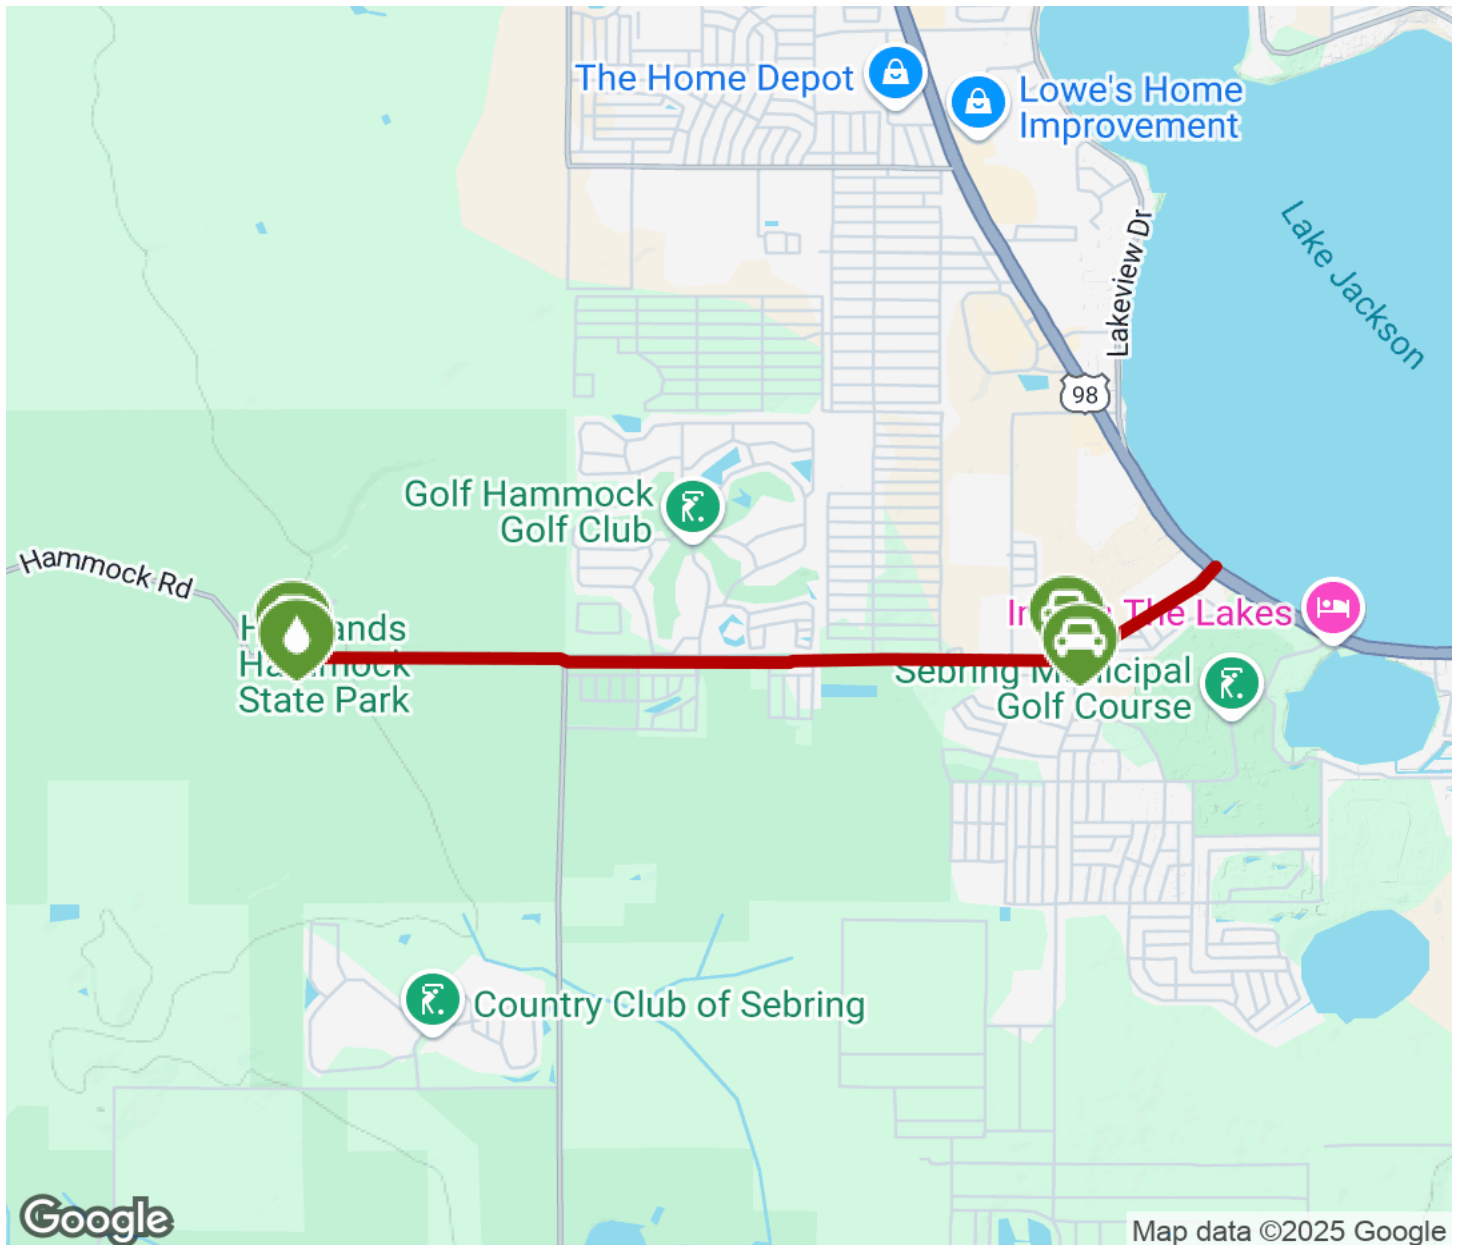 The Home Depot
Lowe's Home
Improvement
Lakeview Dr
Lake Jackson
98
Golf Hammock
Golf Club
Hammock Rd
The Lakes
State Park
Golf Course
Country Club of Sebring
Sebring
Google
Map data ©2025 Google